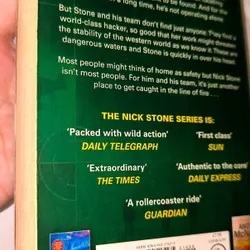 a long time, he's not operating alone.
But Stone and his team don't find just anyone. They find a
world-class hacker, so good that her work might threaten
the stability of the western world as we know it. These are
dangerous waters and Stone is quickly in over his head.
Most people might think of home as safety but Nick Stone
isn't most people. For him and his team, it's just another
place to get caught in the line of fire . . .
THE NICK STONE SERIES IS:
'Packed with wild action'
DAILY TELEGRAPH
'First class'
SUN
'Extraordinary'
THE TIMES
'Authentic to the core'
DAILY EXPRESS
'A rollercoaster ride'
GUARDIAN